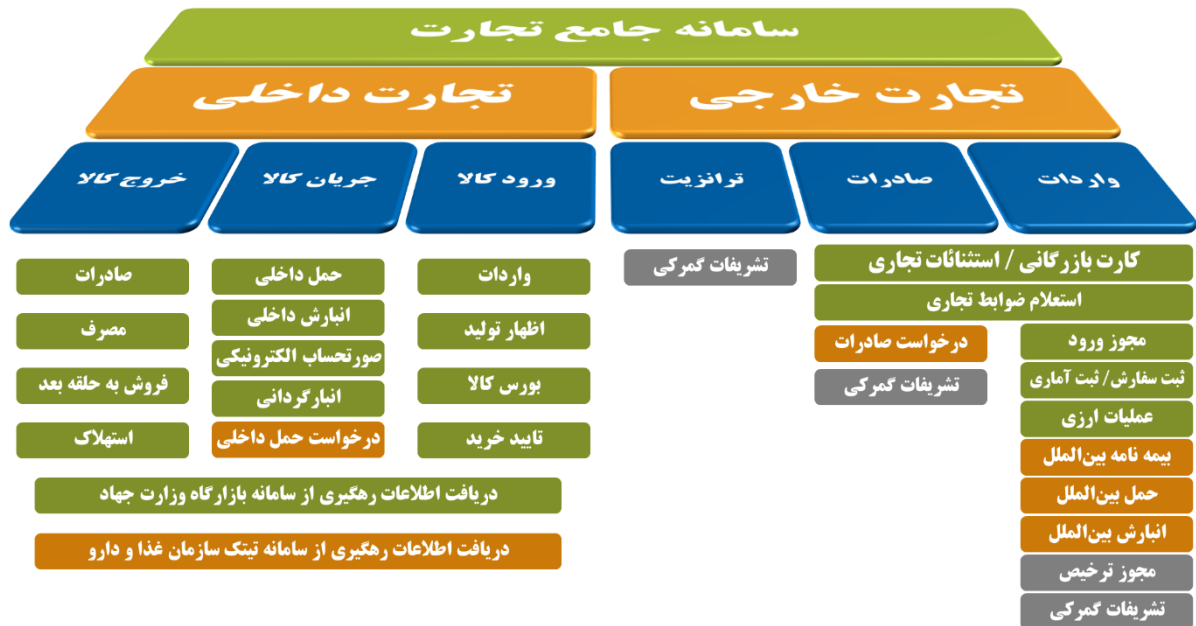 سامانه جامع تجارت
تجارت خارجی
تجارت داخلی
واردات
صادرات
ترانزیت
ورود کالا
جریان کالا
خروج کالا
کارت بازرگانی / استثنائات تجاری
استعلام ضوابط تجاری
مجوز ورود
ثبت سفارش/ ثبت آماری
عملیات ارزی
بیمه نامه بین‌الملل
حمل بین‌الملل
انبارش بین‌الملل
مجوز ترخیص
تشریفات گمرکی
درخواست صادرات
تشریفات گمرکی
تشریفات گمرکی
واردات
اظهار تولید
بورس کالا
تایید خرید
حمل داخلی
انبارش داخلی
صورتحساب الکترونیکی
انبارگردانی
درخواست حمل داخلی
صادرات
مصرف
فروش به حلقه بعد
استهلاک
دریافت اطلاعات رهگیری از سامانه بازارگاه وزارت جهاد
دریافت اطلاعات رهگیری از سامانه تیتک سازمان غذا و دارو